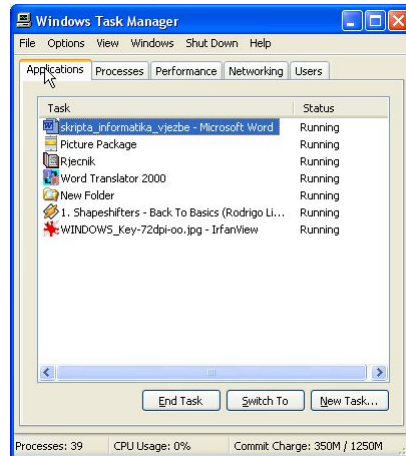 Windows Task Manager
File Options View Windows Shut Down Help
Applications Processes Performance Networking Users
Task Status
skripta_informatika_vjezbe - Microsoft Word Running
Picture Package Running
Rjecnik Running
Word Translator 2000 Running
New Folder Running
1. Shapeshifters - Back To Basics (Rodrigo Li... Running
WINDOWS_Key-72dpi-oo.jpg - IrfanView Running
End Task Switch To New Task...
Processes: 39 CPU Usage: 0% Commit Charge: 350M / 1250M